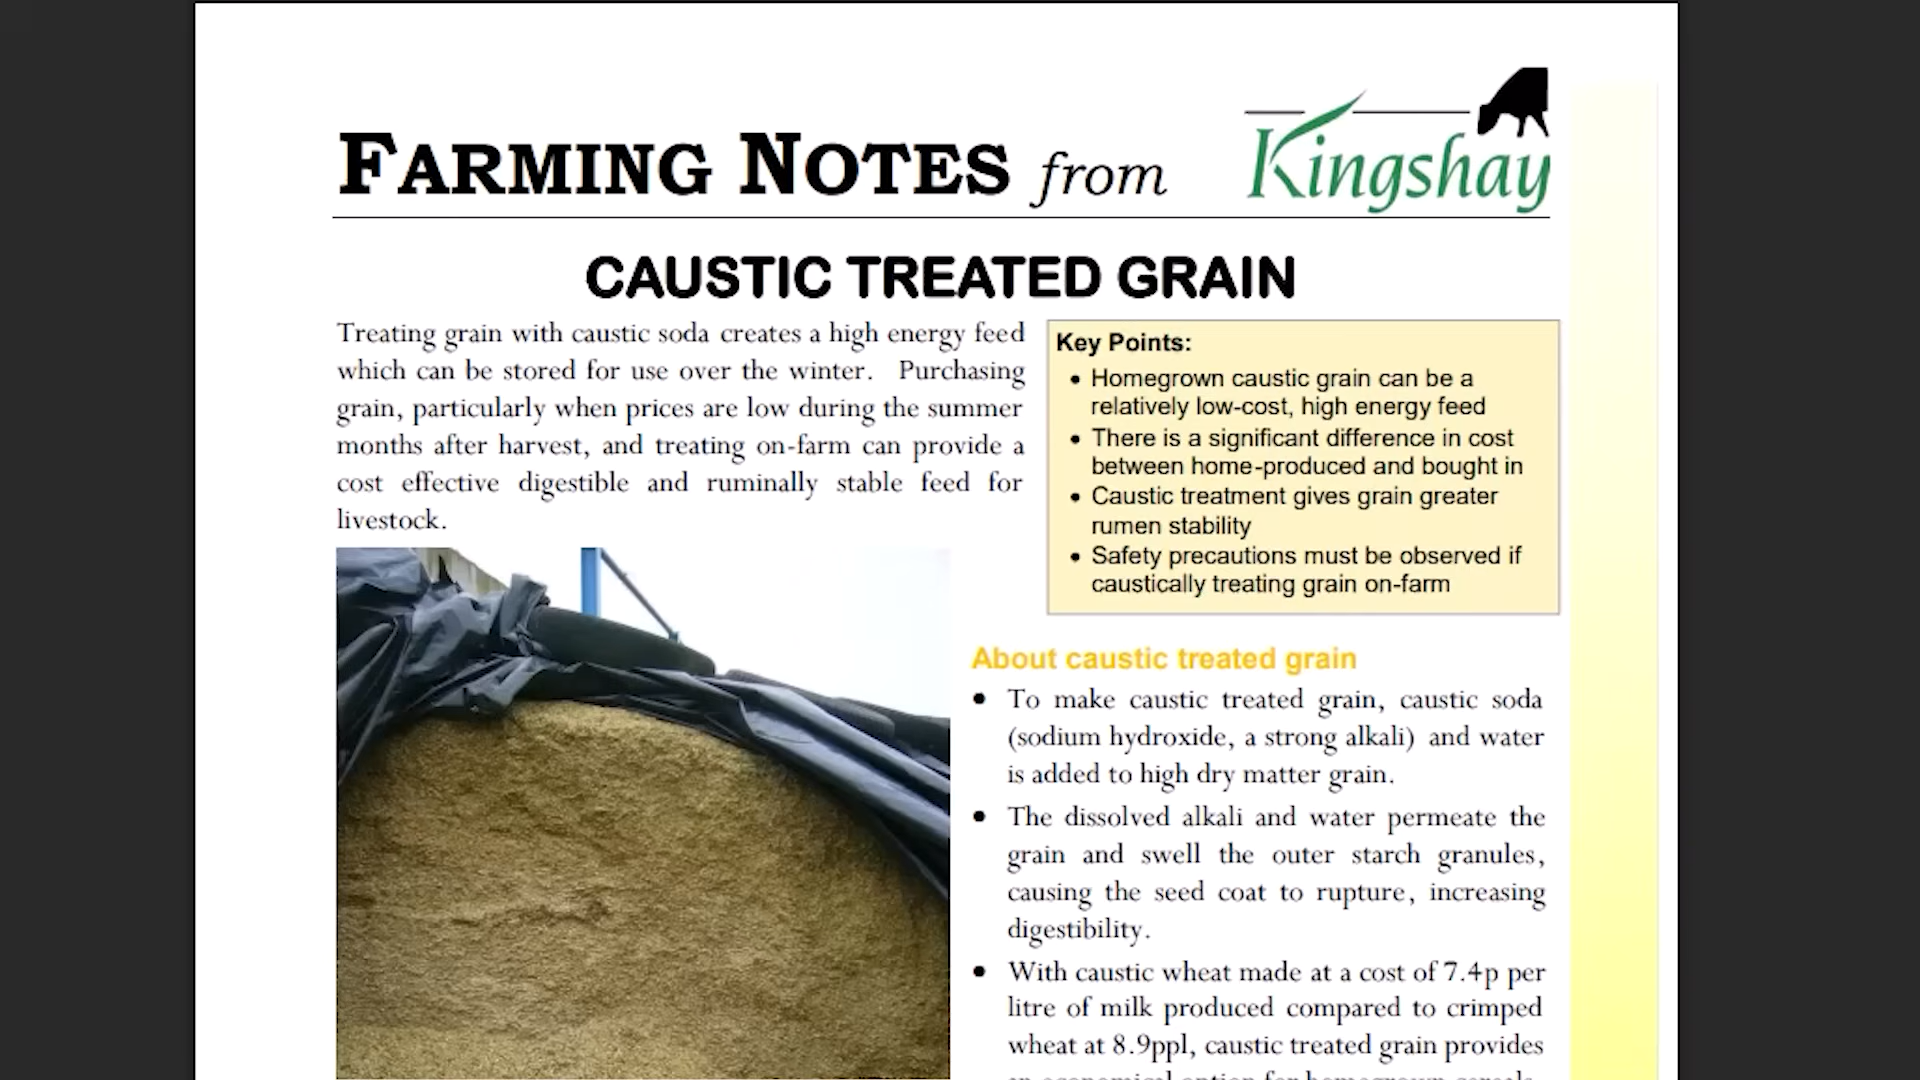 FARMING NOTES from Kingshay
CAUSTIC TREATED GRAIN
Treating grain with caustic soda creates a high energy feed
which can be stored for use over the winter. Purchasing
grain, particularly when prices are low during the summer
months after harvest, and treating on-farm can provide a
cost effective digestible and ruminally stable feed for
livestock.
Key Points:
• Homegrown caustic grain can be a
relatively low-cost, high energy feed
• There is a significant difference in cost
between home-produced and bought in
• Caustic treatment gives grain greater
rumen stability
• Safety precautions must be observed if
caustically treating grain on-farm
About caustic treated grain
• To make caustic treated grain, caustic soda
(sodium hydroxide, a strong alkali) and water
is added to high dry matter grain.
• The dissolved alkali and water permeate the
grain and swell the outer starch granules,
causing the seed coat to rupture, increasing
digestibility.
• With caustic wheat made at a cost of 7.4p per
litre of milk produced compared to crimped
wheat at 8.9ppl, caustic treated grain provides